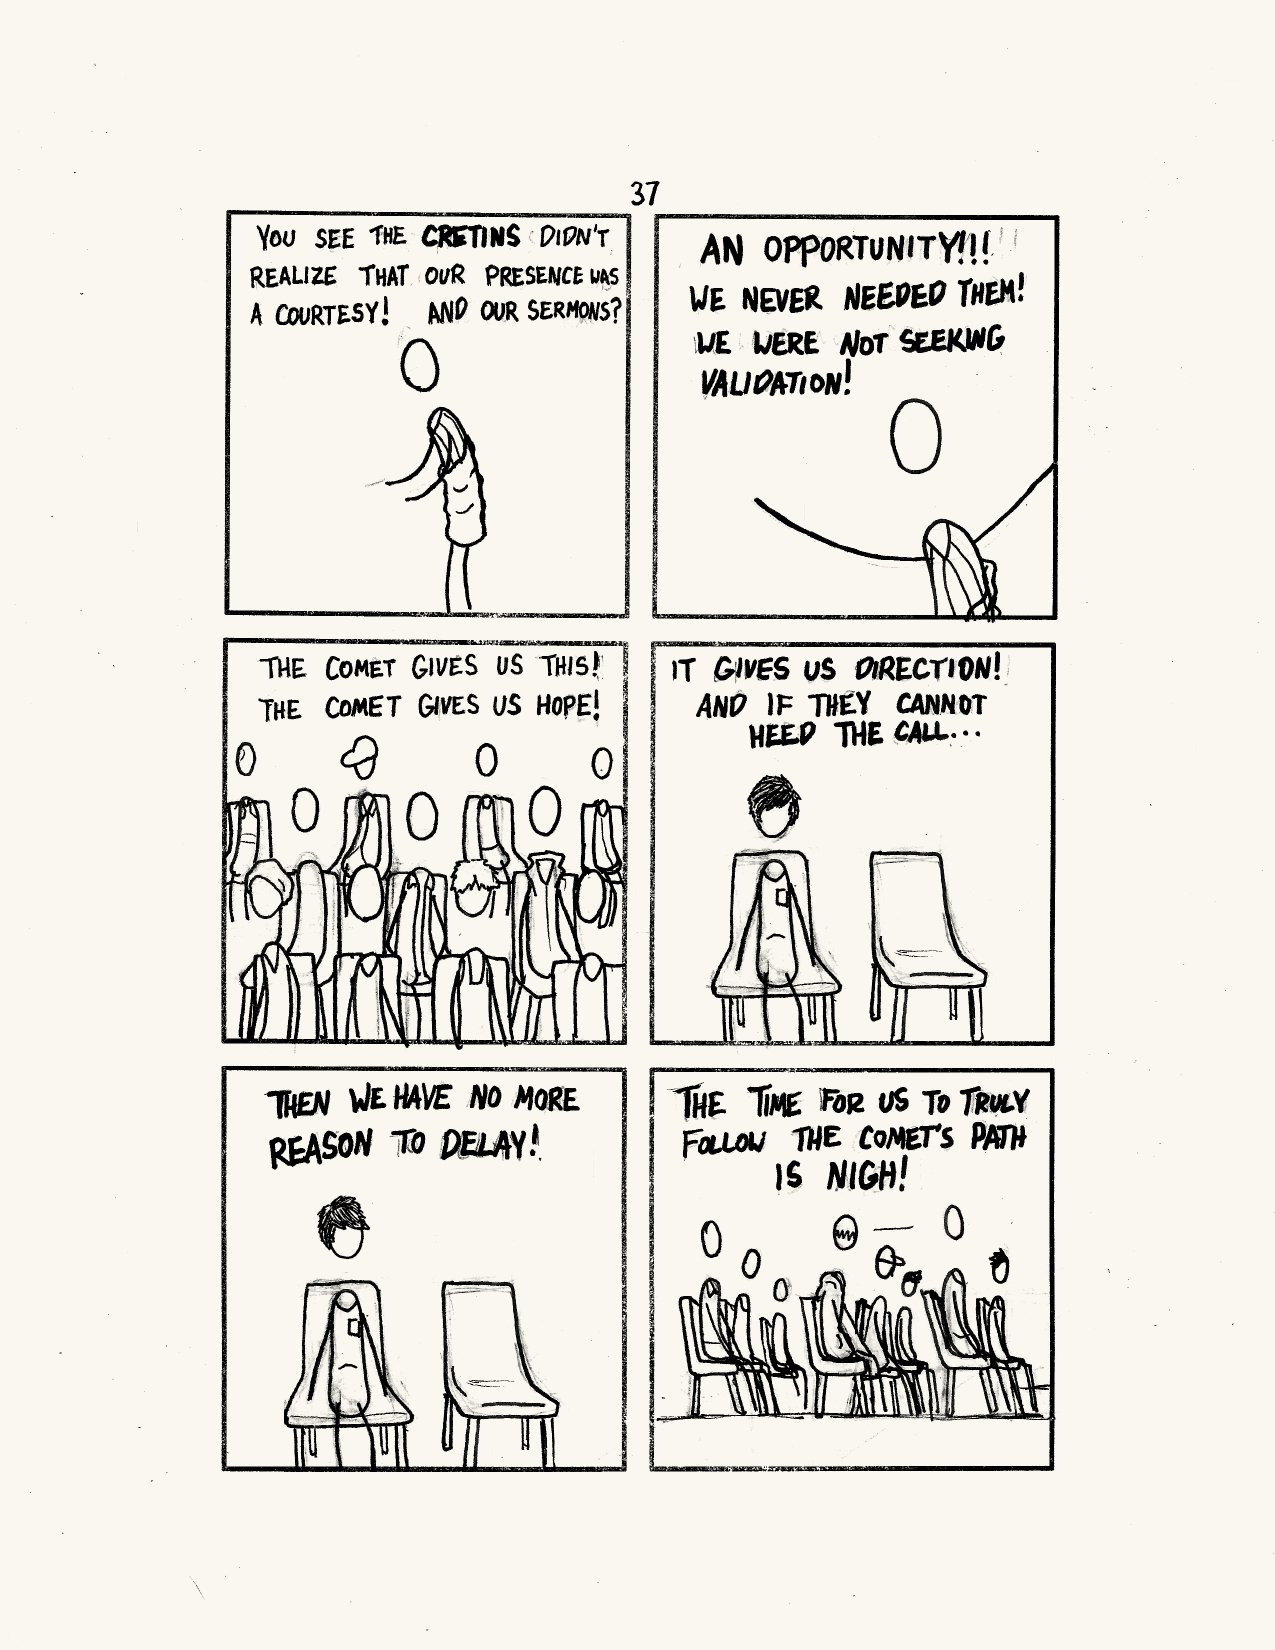 37
YOU SEE THE CRETINS DIDN'T
REALIZE THAT OUR PRESENCE WAS
A COURTESY! AND OUR SERMONS?
AN OPPORTUNITY!!!
WE NEVER NEEDED THEM!
WE WERE NOT SEEKING
VALIDATION!
THE COMET GIVES US THIS!
THE COMET GIVES US HOPE!
IT GIVES US DIRECTION!
AND IF THEY CANNOT
HEED THE CALL...
THEN WE HAVE NO MORE
REASON TO DELAY!
THE TIME FOR US TO TRULY
FOLLOW THE COMET'S PATH
IS NIGH!